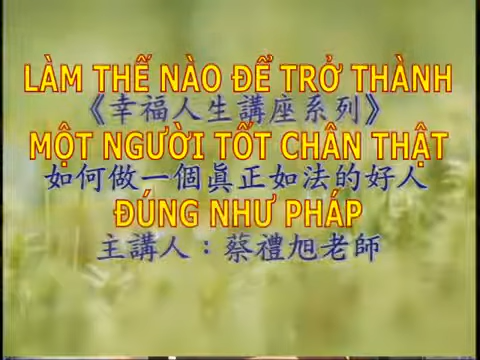 LÀM THẾ NÀO ĐỂ TRỞ THÀNH
《幸福人生講座系列》
MỘT NGƯỜI TỐT CHÂN THẬT
如何做一個眞正如法的好人
ĐÚNG NHƯ PHÁP
主講人：蔡禮旭老師